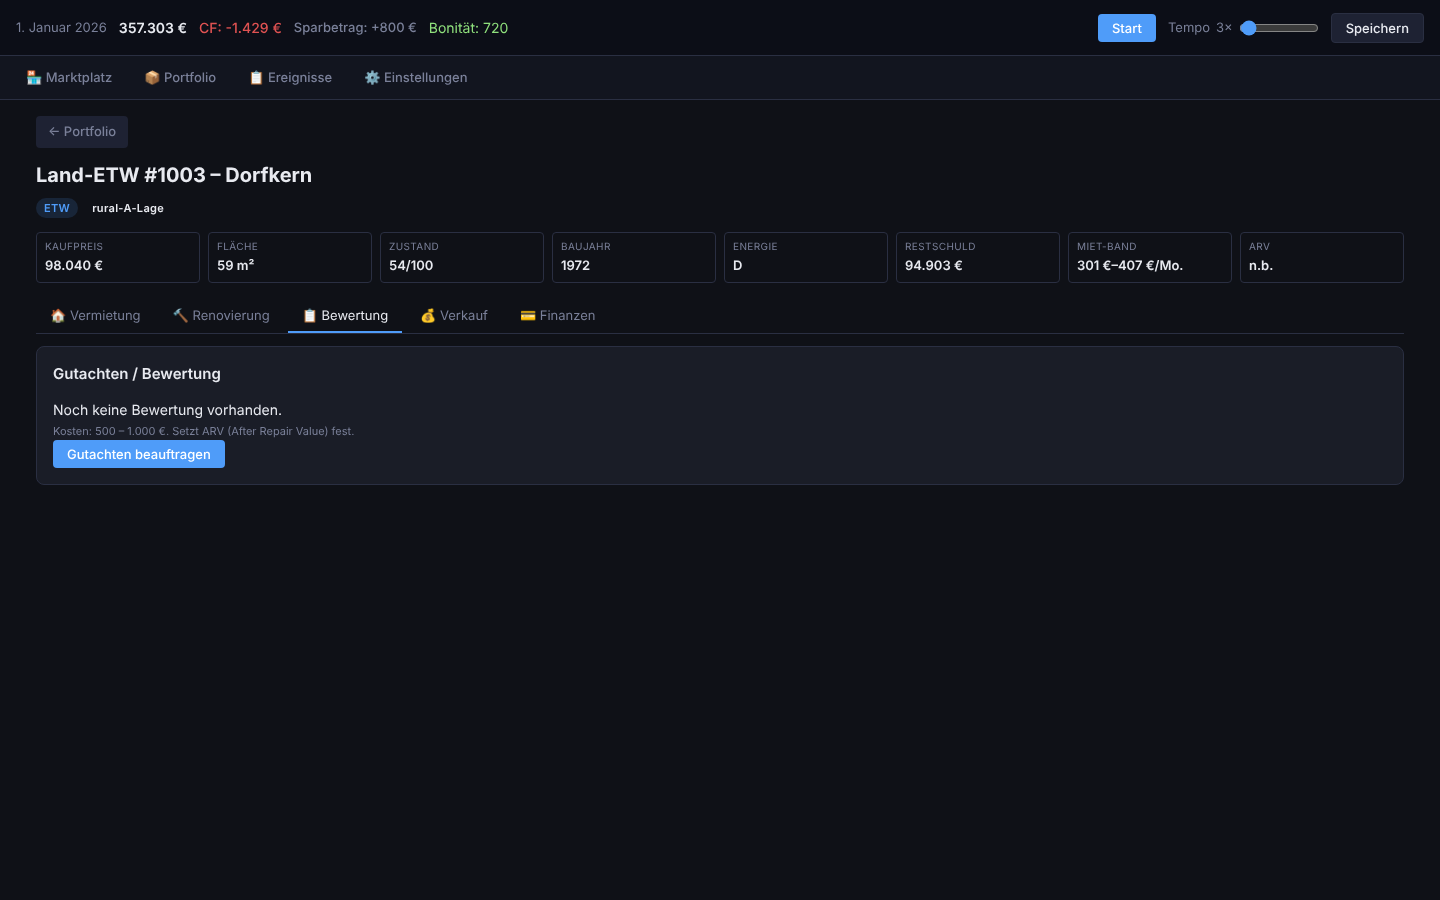 1. Januar 2026 357.303 € CF: -1.429 € Sparbetrag: +800 € Bonität: 720 Start Tempo 3× Speichern
🏪 Marktplatz 📦 Portfolio 📋 Ereignisse ⚙️ Einstellungen
← Portfolio
Land-ETW #1003 – Dorfkern
ETW rural-A-Lage
KAUFPREIS FLÄCHE ZUSTAND BAUJAHR ENERGIE RESTSCHULD MIET-BAND ARV
98.040 € 59 m² 54/100 1972 D 94.903 € 301 €–407 €/Mo. n.b.
🏠 Vermietung 🔨 Renovierung 📋 Bewertung 💰 Verkauf 💳 Finanzen
Gutachten / Bewertung
Noch keine Bewertung vorhanden.
Kosten: 500 – 1.000 €. Setzt ARV (After Repair Value) fest.
Gutachten beauftragen